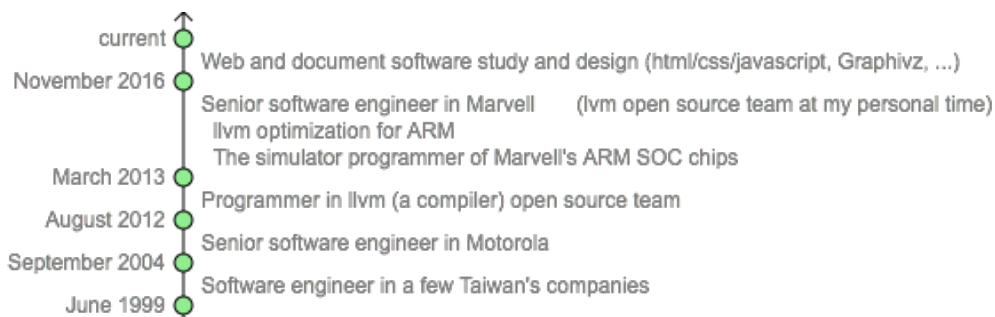 current
Web and document software study and design (html/css/javascript, Graphivz, ...)
November 2016
Senior software engineer in Marvell (lvm open source team at my personal time)
llvm optimization for ARM
The simulator programmer of Marvell's ARM SOC chips
March 2013
Programmer in llvm (a compiler) open source team
August 2012
Senior software engineer in Motorola
September 2004
Software engineer in a few Taiwan's companies
June 1999